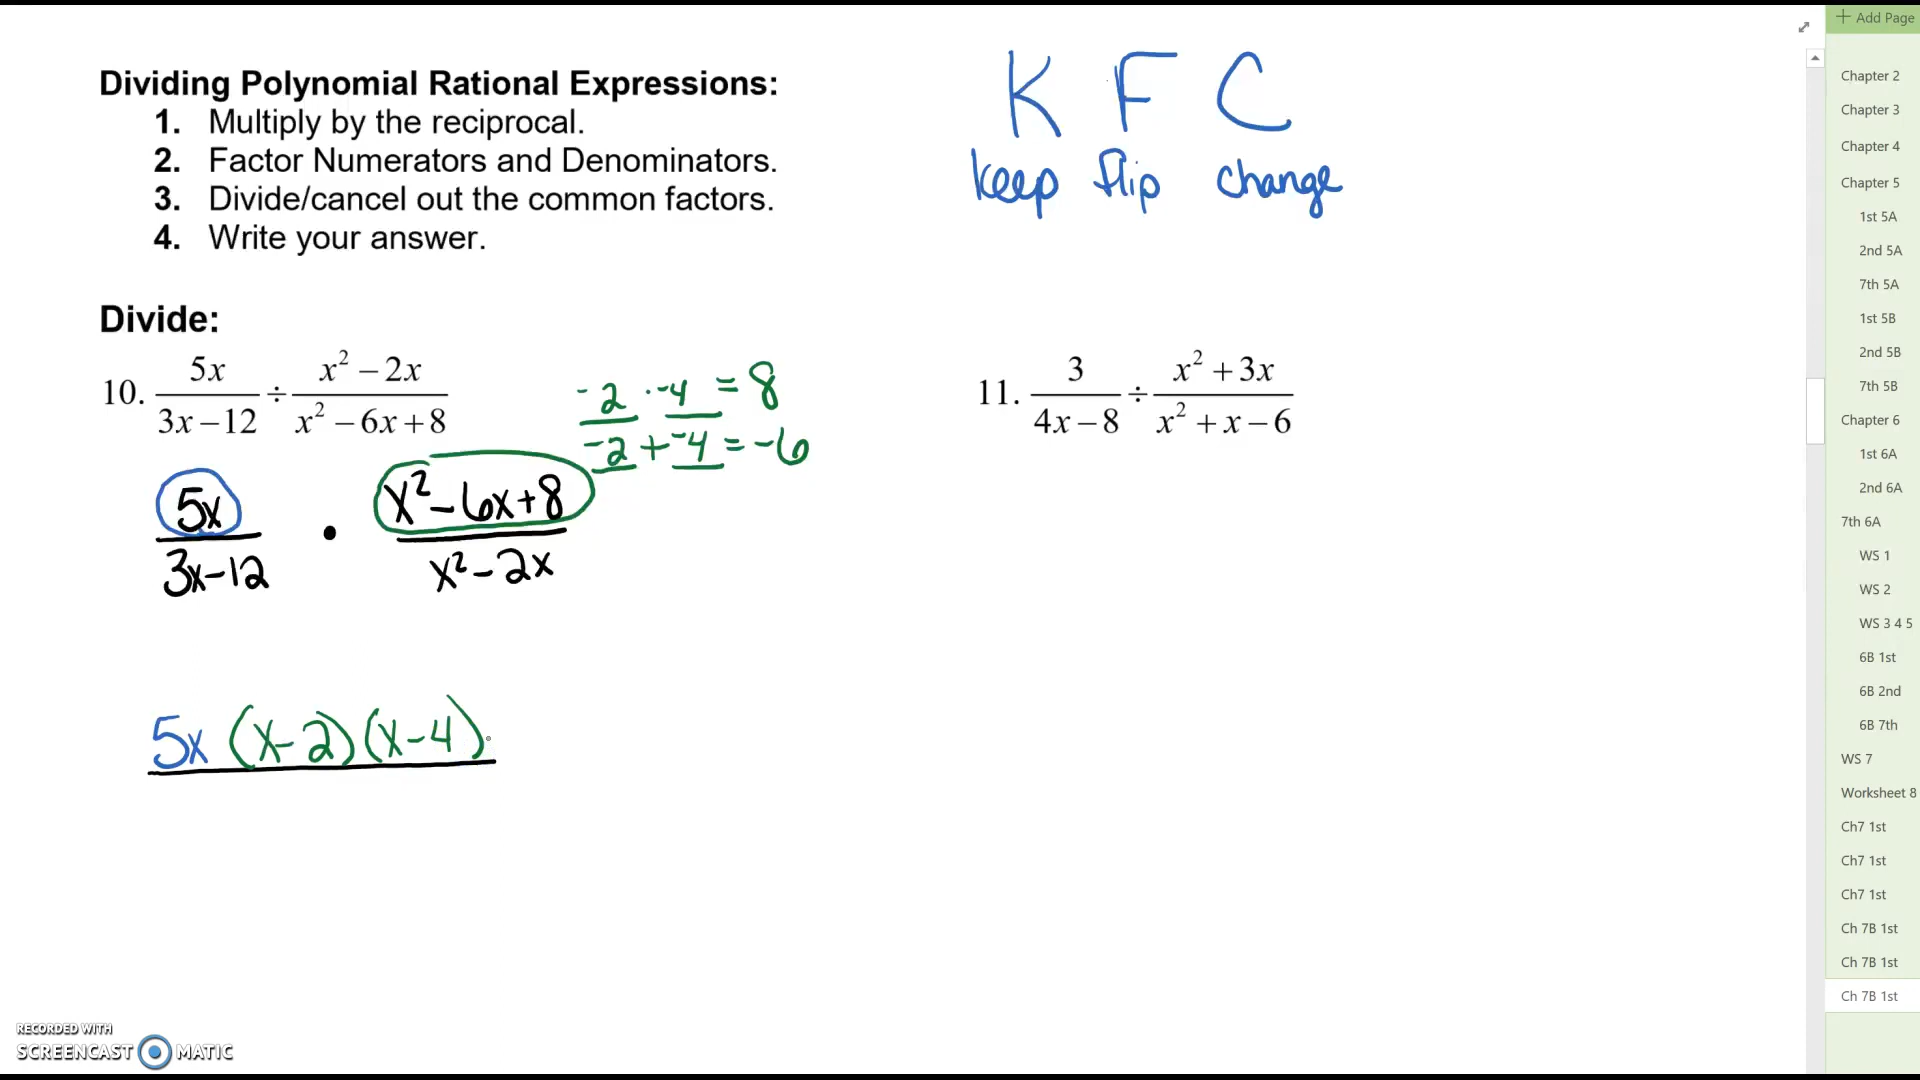 Dividing Polynomial Rational Expressions:
1. Multiply by the reciprocal.
2. Factor Numerators and Denominators.
3. Divide/cancel out the common factors.
4. Write your answer.
K F C
keep flip change
Divide:
10. 5x/(3x − 12) ÷ (x² − 2x)/(x² − 6x + 8)
-2 · -4 = 8
-2 + -4 = -6
5x/(3x-12) · (x² - 6x + 8)/(x² - 2x)
5x (x-2)(x-4)
11. 3/(4x − 8) ÷ (x² + 3x)/(x² + x − 6)
RECORDED WITH
SCREENCAST MATIC
+ Add Page
Chapter 2
Chapter 3
Chapter 4
Chapter 5
1st 5A
2nd 5A
7th 5A
1st 5B
2nd 5B
7th 5B
Chapter 6
1st 6A
2nd 6A
7th 6A
WS 1
WS 2
WS 3 4 5
6B 1st
6B 2nd
6B 7th
WS 7
Worksheet 8
Ch7 1st
Ch7 1st
Ch7 1st
Ch 7B 1st
Ch 7B 1st
Ch 7B 1st